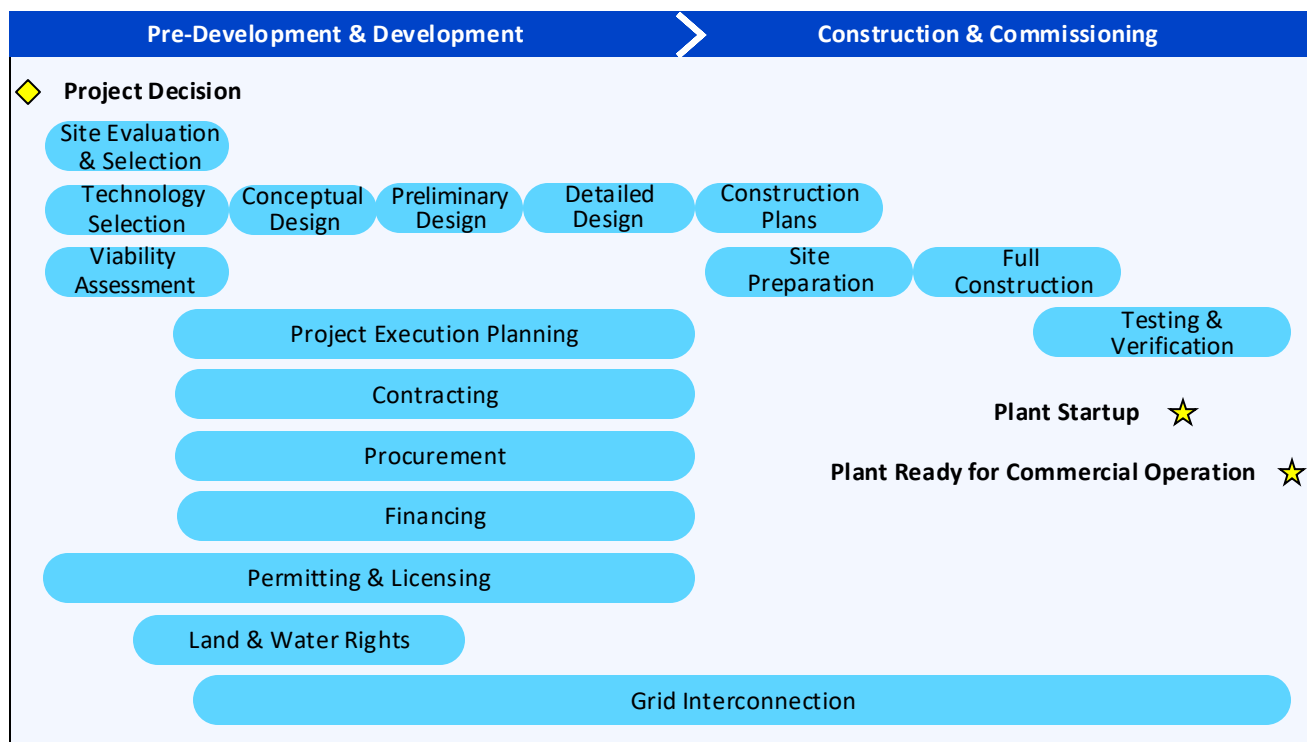 Pre-Development & Development
Construction & Commissioning
Project Decision
Site Evaluation
& Selection
Technology
Selection
Conceptual
Design
Preliminary
Design
Detailed
Design
Construction
Plans
Viability
Assessment
Site
Preparation
Full
Construction
Project Execution Planning
Testing &
Verification
Contracting
Plant Startup
Procurement
Plant Ready for Commercial Operation
Financing
Permitting & Licensing
Land & Water Rights
Grid Interconnection